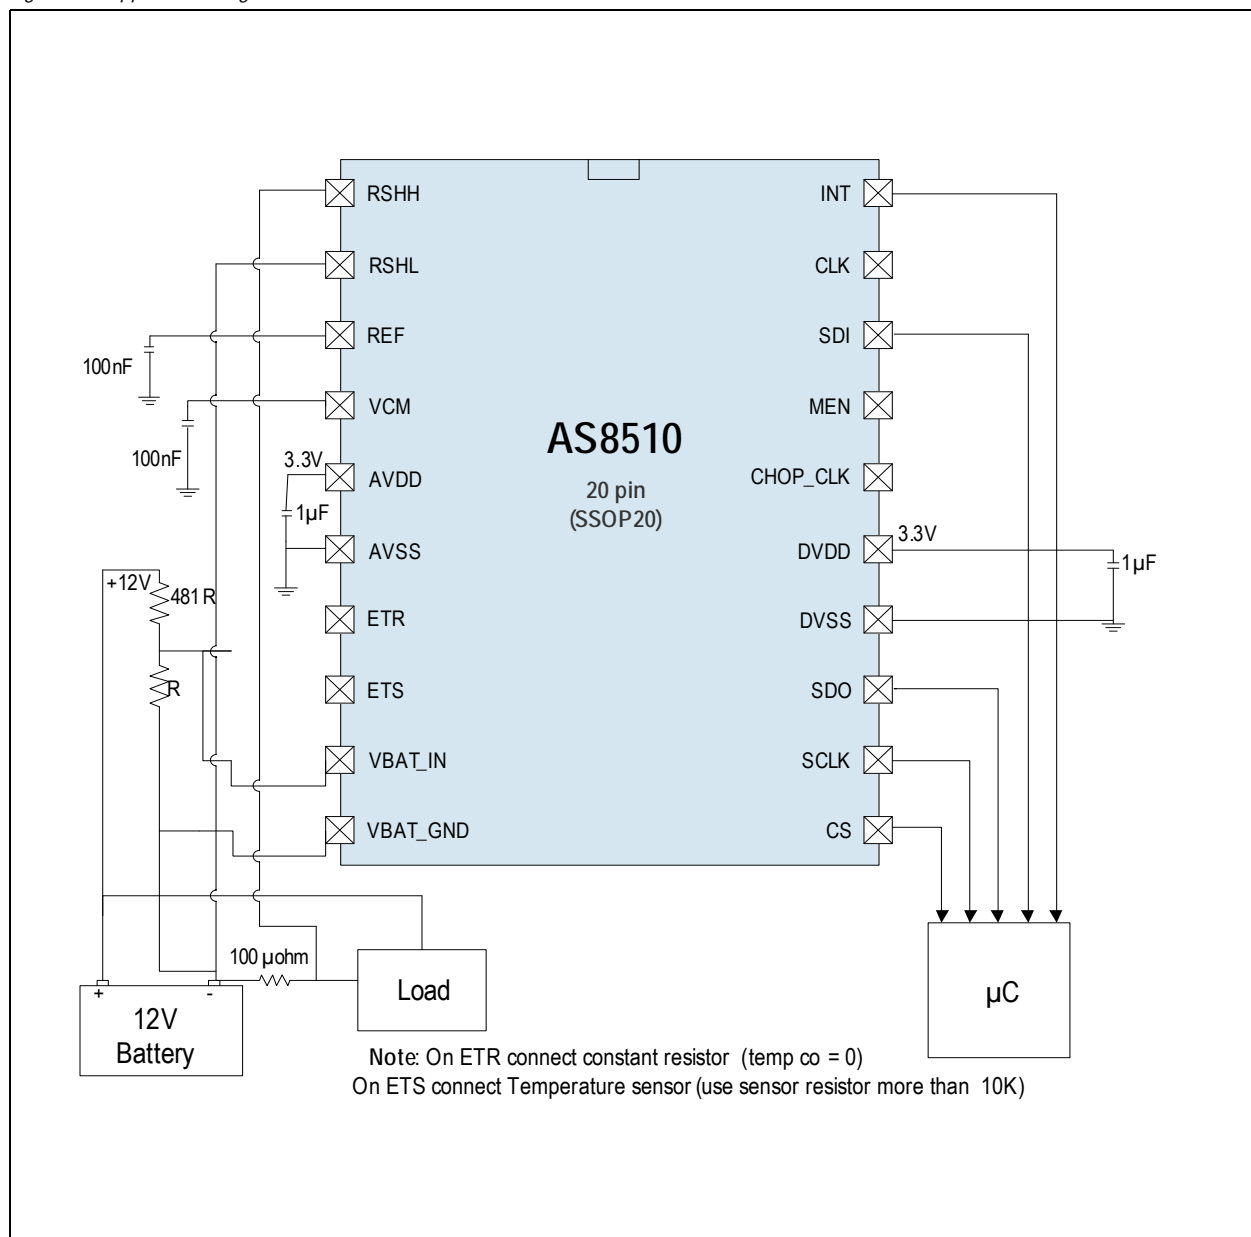 RSHH
INT
RSHL
CLK
REF
SDI
100nF
VCM
MEN
AS8510
100nF
3.3V
AVDD
20 pin
CHOP_CLK
(SSOP20)
1µF
AVSS
DVDD
3.3V
1µF
+12V
481R
ETR
DVSS
R
ETS
SDO
VBAT_IN
SCLK
VBAT_GND
CS
100 µohm
+
-
12V
Battery
Load
µC
Note: On ETR connect constant resistor (temp co = 0)
On ETS connect Temperature sensor (use sensor resistor more than 10K)